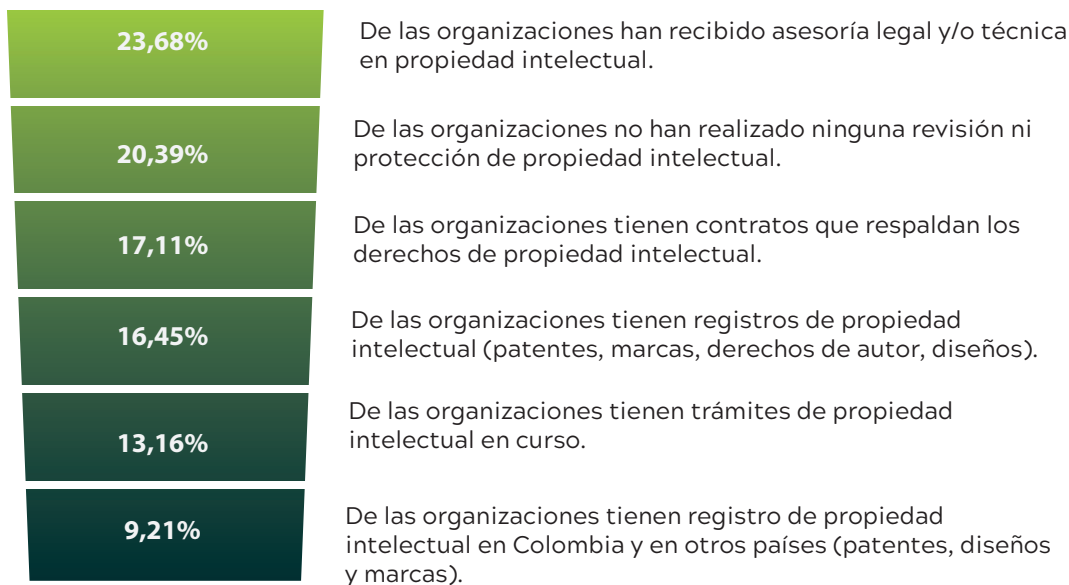 23,68%
De las organizaciones han recibido asesoría legal y/o técnica
en propiedad intelectual.
20,39%
De las organizaciones no han realizado ninguna revisión ni
protección de propiedad intelectual.
17,11%
De las organizaciones tienen contratos que respaldan los
derechos de propiedad intelectual.
16,45%
De las organizaciones tienen registros de propiedad
intelectual (patentes, marcas, derechos de autor, diseños).
13,16%
De las organizaciones tienen trámites de propiedad
intelectual en curso.
9,21%
De las organizaciones tienen registro de propiedad
intelectual en Colombia y en otros países (patentes, diseños
y marcas).